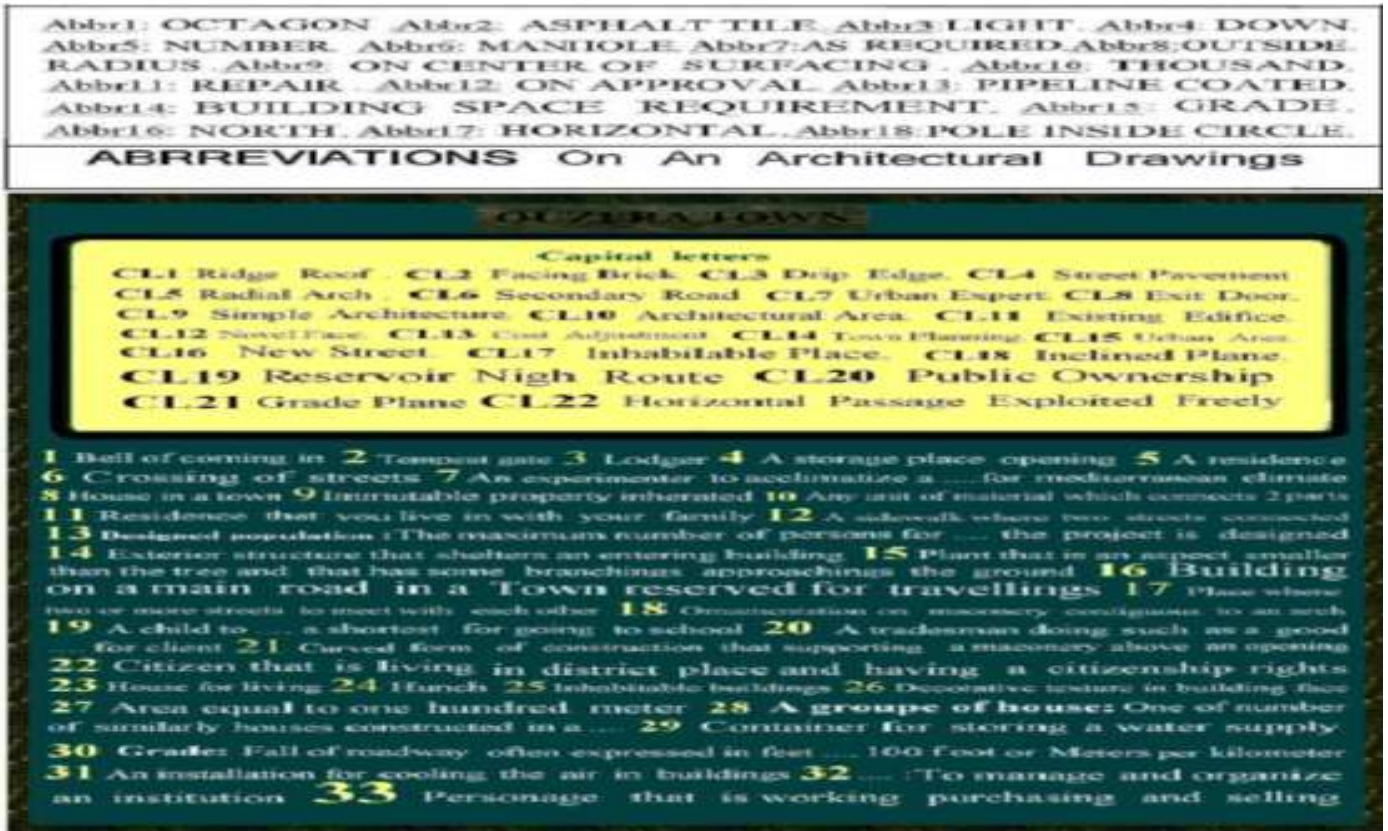 Abbr1: OCTAGON Abbr2: ASPHALT TILE Abbr3 LIGHT. Abbr4: DOWN.
Abbr5: NUMBER. Abbr6: MANHOLE. Abbr7:AS REQUIRED. Abbr8:OUTSIDE
RADIUS . Abbr9: ON CENTER OF SURFACING . Abbr10: THOUSAND.
Abbr11: REPAIR . Abbr12: ON APPROVAL. Abbr13: PIPELINE COATED.
Abbr14: BUILDING SPACE REQUIREMENT. Abbr15: GRADE.
Abbr16: NORTH. Abbr17: HORIZONTAL. Abbr18:POLE INSIDE CIRCLE.
ABRREVIATIONS On An Architectural Drawings
OUZERA TOWN
Capital letters
CL1 Ridge Roof . CL2 Facing Brick. CL3 Drip Edge. CL4 Street Pavement
CL5 Radial Arch . CL6 Secondary Road CL7 Urban Expert. CL8 Exit Door.
CL9 Simple Architecture. CL10 Architectural Area. CL11 Existing Edifice.
CL12 Novel Face. CL13 Cost Adjustment CL14 Town Planning. CL15 Urban Area.
CL16 New Street. CL17 Inhabilable Place. CL18 Inclined Plane.
CL19 Reservoir Nigh Route CL20 Public Ownership
CL21 Grade Plane CL22 Horizontal Passage Exploited Freely
1 Bell of coming in 2 Tempest gate 3 Lodger 4 A storage place opening 5 A residence
6 Crossing of streets 7 An experimenter to acclimatize a .... for mediterranean climate
8 House in a town 9 Immutable property inherated 10 Any unit of material which connects 2 parts
11 Residence that you live in with your family 12 A sidewalk where two streets connected
13 Designed population :The maximum number of persons for .... the project is designed
14 Exterior structure that shelters an entering building 15 Plant that is an aspect smaller
than the tree and that has some branchings approachings the ground 16 Building
on a main road in a Town reserved for travellings 17 Place where
two or more streets to meet with each other 18 Ornamentation on masonery contiguous to an arch
19 A child to .... a shortest for going to school 20 A tradesman doing such as a good
.... for client 21 Curved form of construction that supporting a maconery above an opening
22 Citizen that is living in district place and having a citizenship rights
23 House for living 24 Hunch 25 Inhabitable buildings 26 Decorative texture in building face
27 Area equal to one hundred meter 28 A groupe of house: One of number
of similarly houses constructed in a .... 29 Container for storing a water supply
30 Grade: Fall of roadway often expressed in feet .... 100 foot or Meters per kilometer
31 An installation for cooling the air in buildings 32 .... :To manage and organize
an institution 33 Personage that is working purchasing and selling